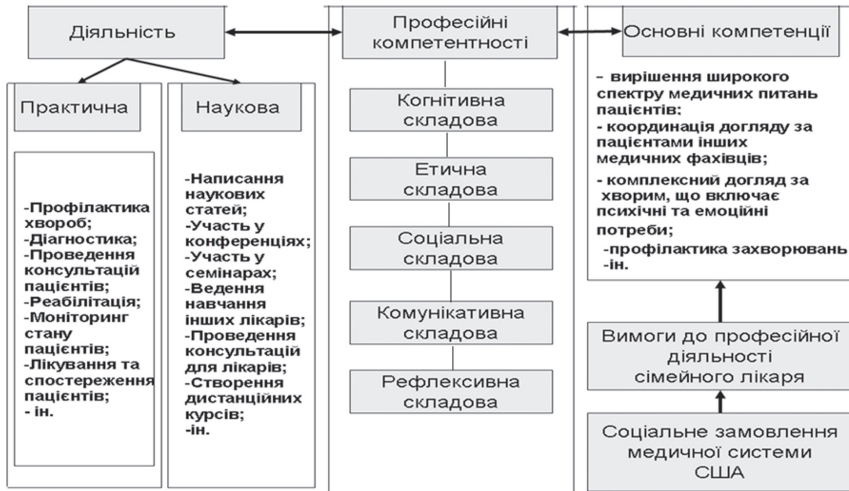 Діяльність
Практична
-Профілактика
хвороб;
-Діагностика;
-Проведення
консультацій
пацієнтів;
-Реабілітація;
-Моніторинг
стану
пацієнтів;
-Лікування та
спостереження
пацієнтів;
- ін.
Наукова
-Написання
наукових
статей;
-Участь у
конференціях;
-Участь у
семінарах;
-Ведення
навчання
інших лікарів;
-Проведення
консультацій
для лікарів;
-Створення
дистанційних
курсів;
-ін.
Професійні
компетентності
Когнітивна
складова
Етична
складова
Соціальна
складова
Комунікативна
складова
Рефлексивна
складова
Основні компетенції
– вирішення широкого
спектру медичних питань
пацієнтів;
- координація догляду за
пацієнтами інших
медичних фахівців;
- комплексний догляд за
хворим, що включає
психічні та емоційні
потреби;
-профілактика захворювань
-ін.
Вимоги до професійної
діяльності
сімейного лікаря
Соціальне замовлення
медичної системи
США